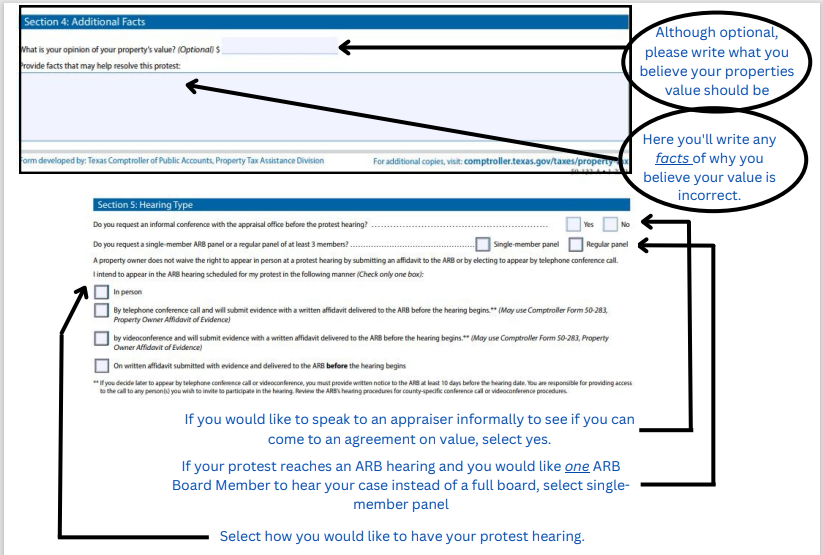 Section 4: Additional Facts
What is your opinion of your property's value? (Optional) $
Provide facts that may help resolve this protest:
Form developed by: Texas Comptroller of Public Accounts, Property Tax Assistance Division
For additional copies, visit: comptroller.texas.gov/taxes/property-tax
Although optional,
please write what you
believe your properties
value should be
Here you'll write any
facts of why you
believe your value is
incorrect.
Section 5: Hearing Type
Do you request an informal conference with the appraisal office before the protest hearing? ................................................ Yes No
Do you request a single-member ARB panel or a regular panel of at least 3 members? ................................ Single-member panel Regular panel
A property owner does not waive the right to appear in person at a protest hearing by submitting an affidavit to the ARB or by electing to appear by telephone conference call.
I intend to appear in the ARB hearing scheduled for my protest in the following manner (Check only one box):
In person
By telephone conference call and will submit evidence with a written affidavit delivered to the ARB before the hearing begins.** (May use Comptroller Form 50-283,
Property Owner Affidavit of Evidence)
by videoconference and will submit evidence with a written affidavit delivered to the ARB before the hearing begins.** (May use Comptroller Form 50-283, Property
Owner Affidavit of Evidence)
On written affidavit submitted with evidence and delivered to the ARB before the hearing begins
** If you decide later to appear by telephone conference call or videoconference, you must provide written notice to the ARB at least 10 days before the hearing date. You are responsible for providing access
to the call to any person(s) you wish to invite to participate in the hearing. Review the ARB's hearing procedures for county-specific conference call or videoconference procedures.
If you would like to speak to an appraiser informally to see if you can
come to an agreement on value, select yes.
If your protest reaches an ARB hearing and you would like one ARB
Board Member to hear your case instead of a full board, select single-
member panel
Select how you would like to have your protest hearing.